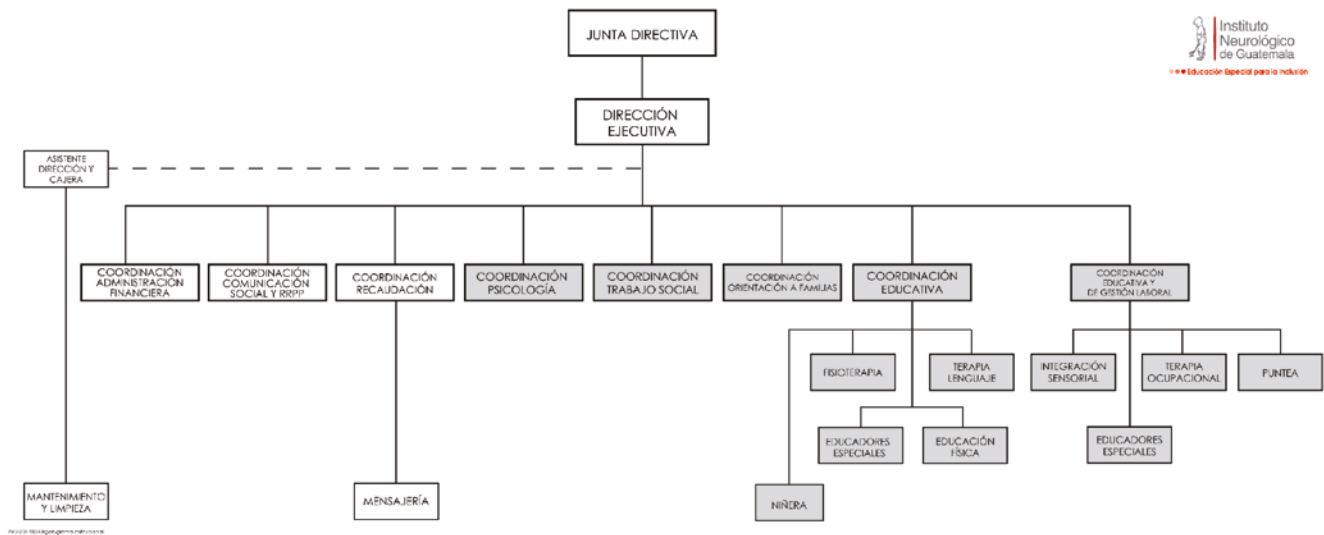 JUNTA DIRECTIVA
Instituto
Neurológico
de Guatemala
Educación Especial para la Inclusión
DIRECCIÓN
EJECUTIVA
ASISTENTE
DIRECCIÓN Y
CAJERA
COORDINACIÓN
ADMINISTRACIÓN
FINANCIERA
COORDINACIÓN
COMUNICACIÓN
SOCIAL Y RRPP
COORDINACIÓN
RECAUDACIÓN
COORDINACIÓN
PSICOLOGÍA
COORDINACIÓN
TRABAJO SOCIAL
COORDINACIÓN
ORIENTACIÓN A FAMILIAS
COORDINACIÓN
EDUCATIVA
COORDINACIÓN
EDUCATIVA Y
DE GESTIÓN LABORAL
FISIOTERAPIA
TERAPIA
LENGUAJE
INTEGRACIÓN
SENSORIAL
TERAPIA
OCUPACIONAL
PUNTEA
EDUCADORES
ESPECIALES
EDUCACIÓN
FÍSICA
EDUCADORES
ESPECIALES
MANTENIMIENTO
Y LIMPIEZA
MENSAJERÍA
NIÑERA